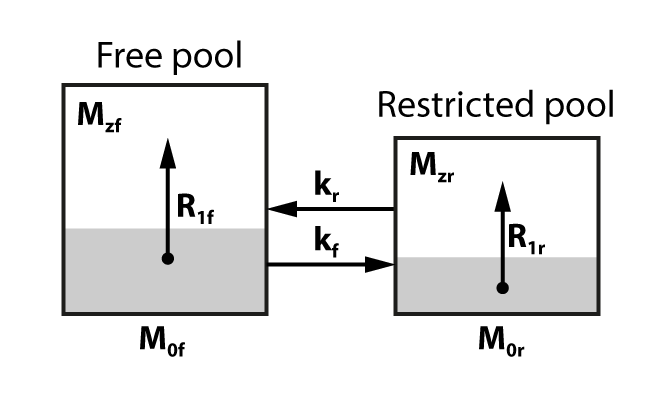 Free pool
Restricted pool
Mzf
Mzr
kr
R1f
kf
R1r
M0f
M0r